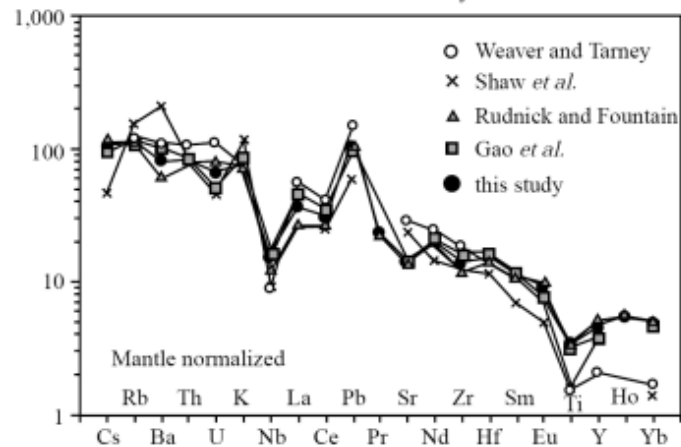 1,000
Weaver and Tarney
Shaw et al.
100
Rudnick and Fountain
Gao et al.
this study
10
Mantle normalized
Rb Th K La Pb Sr Zr Sm Ti Ho
1
Cs Ba U Nb Ce Pr Nd Hf Eu Y Yb